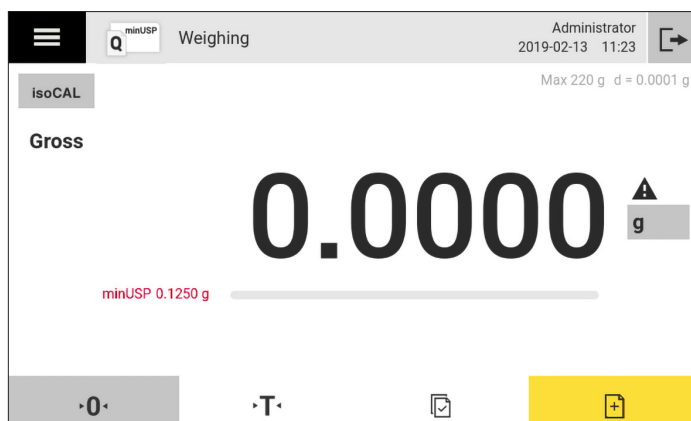 Q minUSP Weighing
Administrator
2019-02-13 11:23
Max 220 g d = 0.0001 g
isoCAL
Gross
0.0000 g
minUSP 0.1250 g
0
T